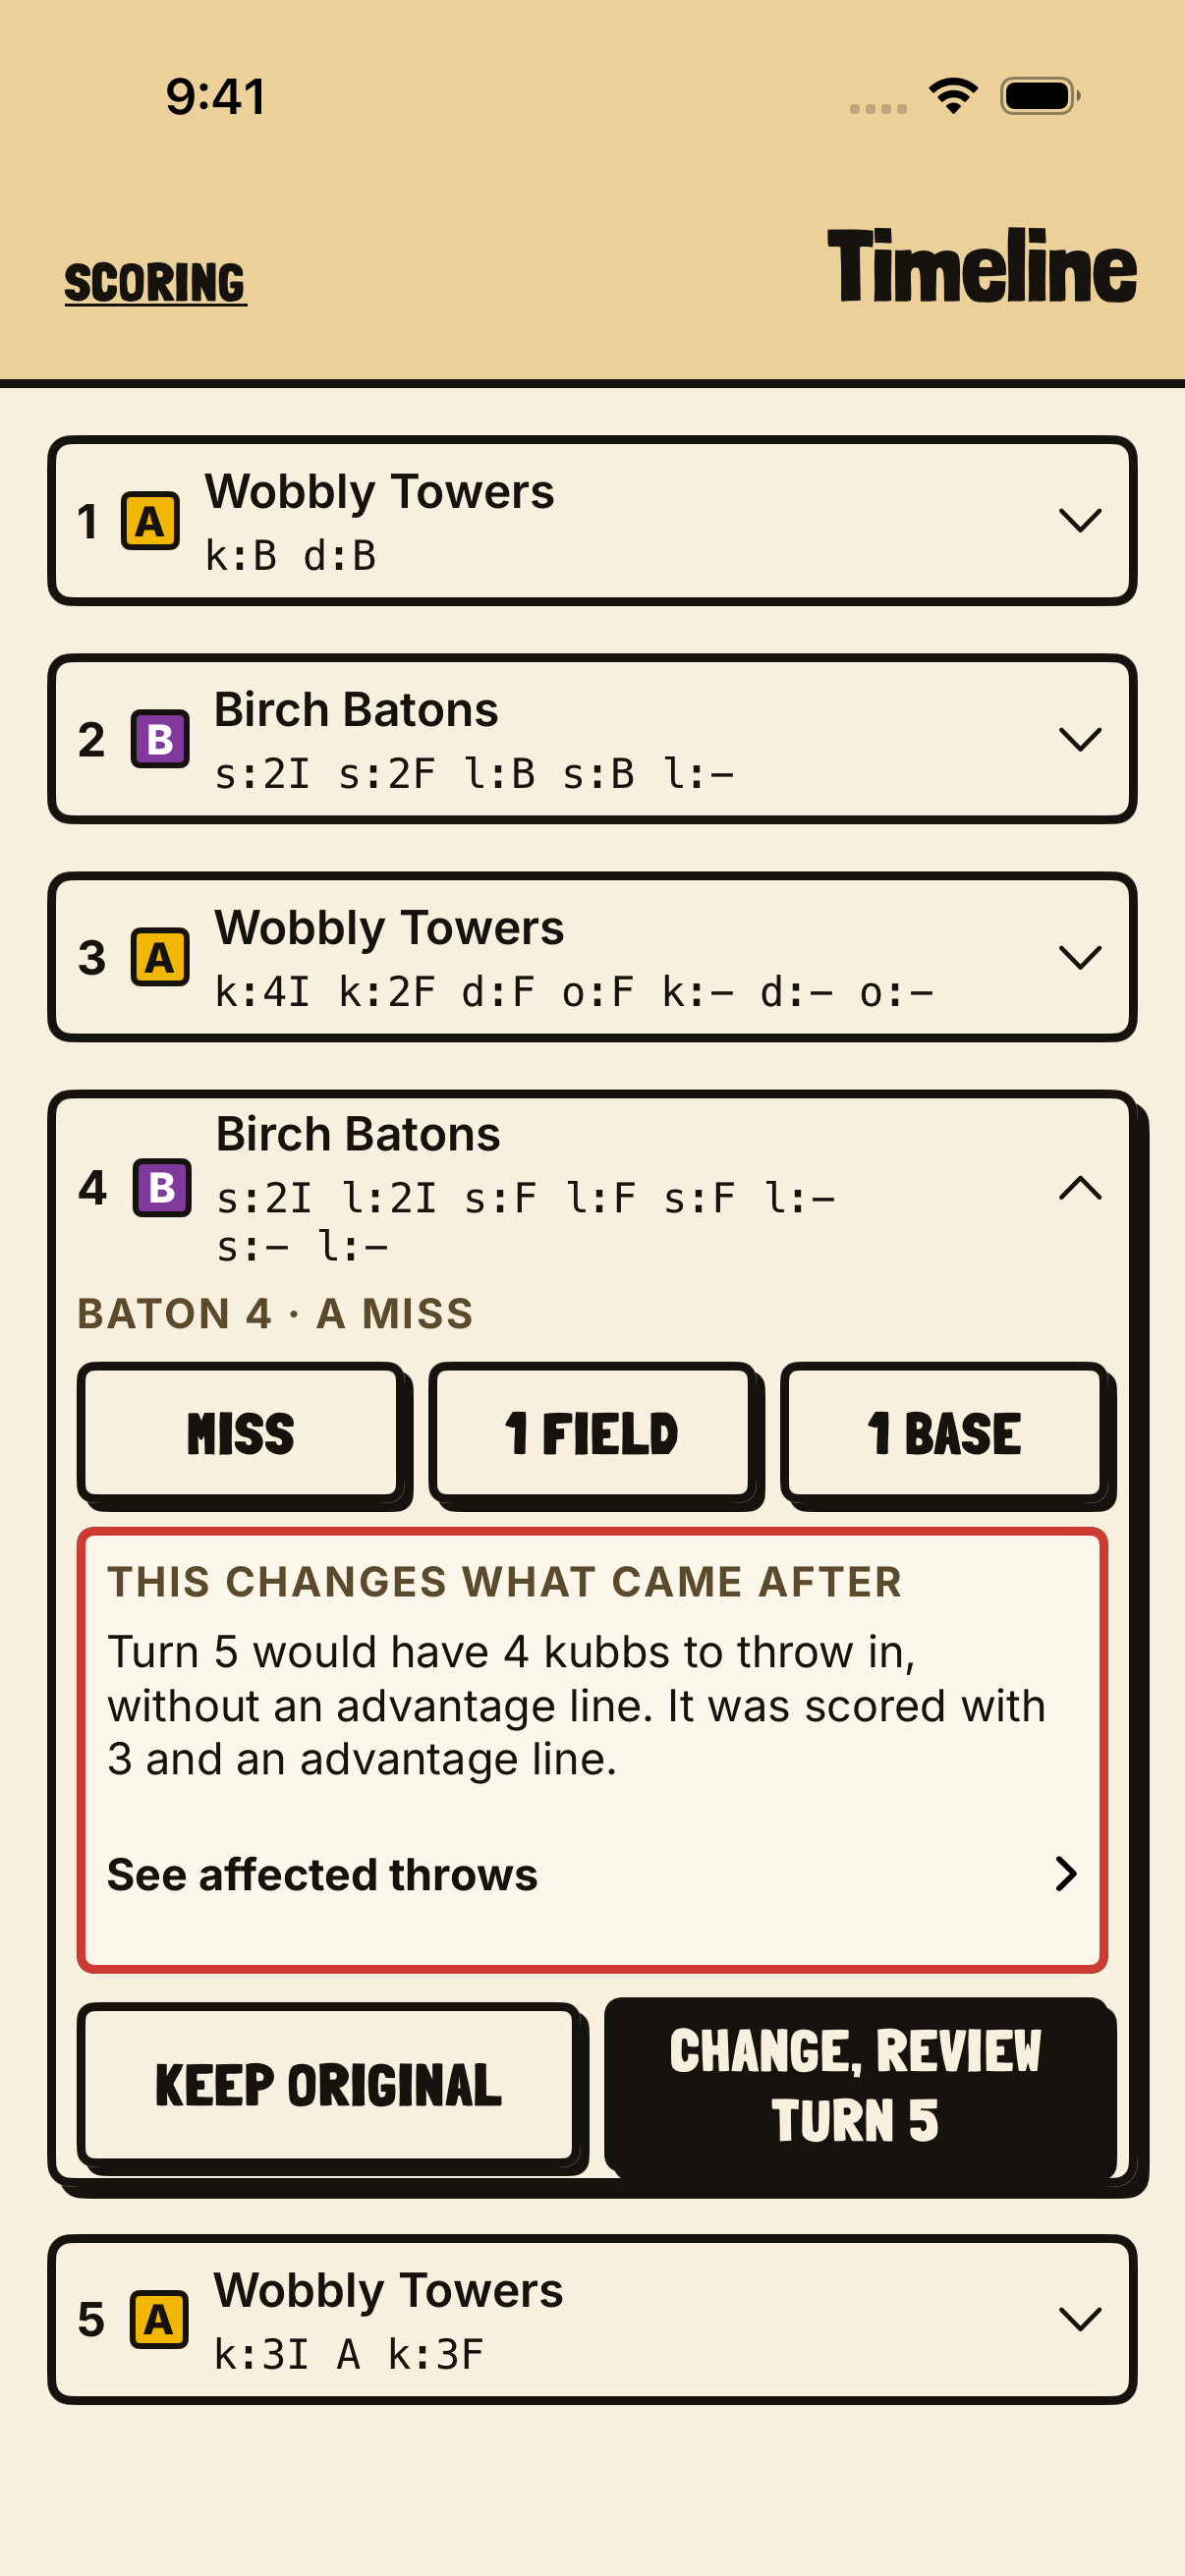 9:41
SCORING
Timeline
1 A Wobbly Towers
k:B d:B
2 B Birch Batons
s:2I s:2F l:B s:B l:–
3 A Wobbly Towers
k:4I k:2F d:F o:F k:– d:– o:–
4 B Birch Batons
s:2I l:2I s:F l:F s:F l:–
s:– l:–
BATON 4 · A MISS
MISS
1 FIELD
1 BASE
THIS CHANGES WHAT CAME AFTER
Turn 5 would have 4 kubbs to throw in,
without an advantage line. It was scored with
3 and an advantage line.
See affected throws
KEEP ORIGINAL
CHANGE, REVIEW
TURN 5
5 A Wobbly Towers
k:3I A k:3F